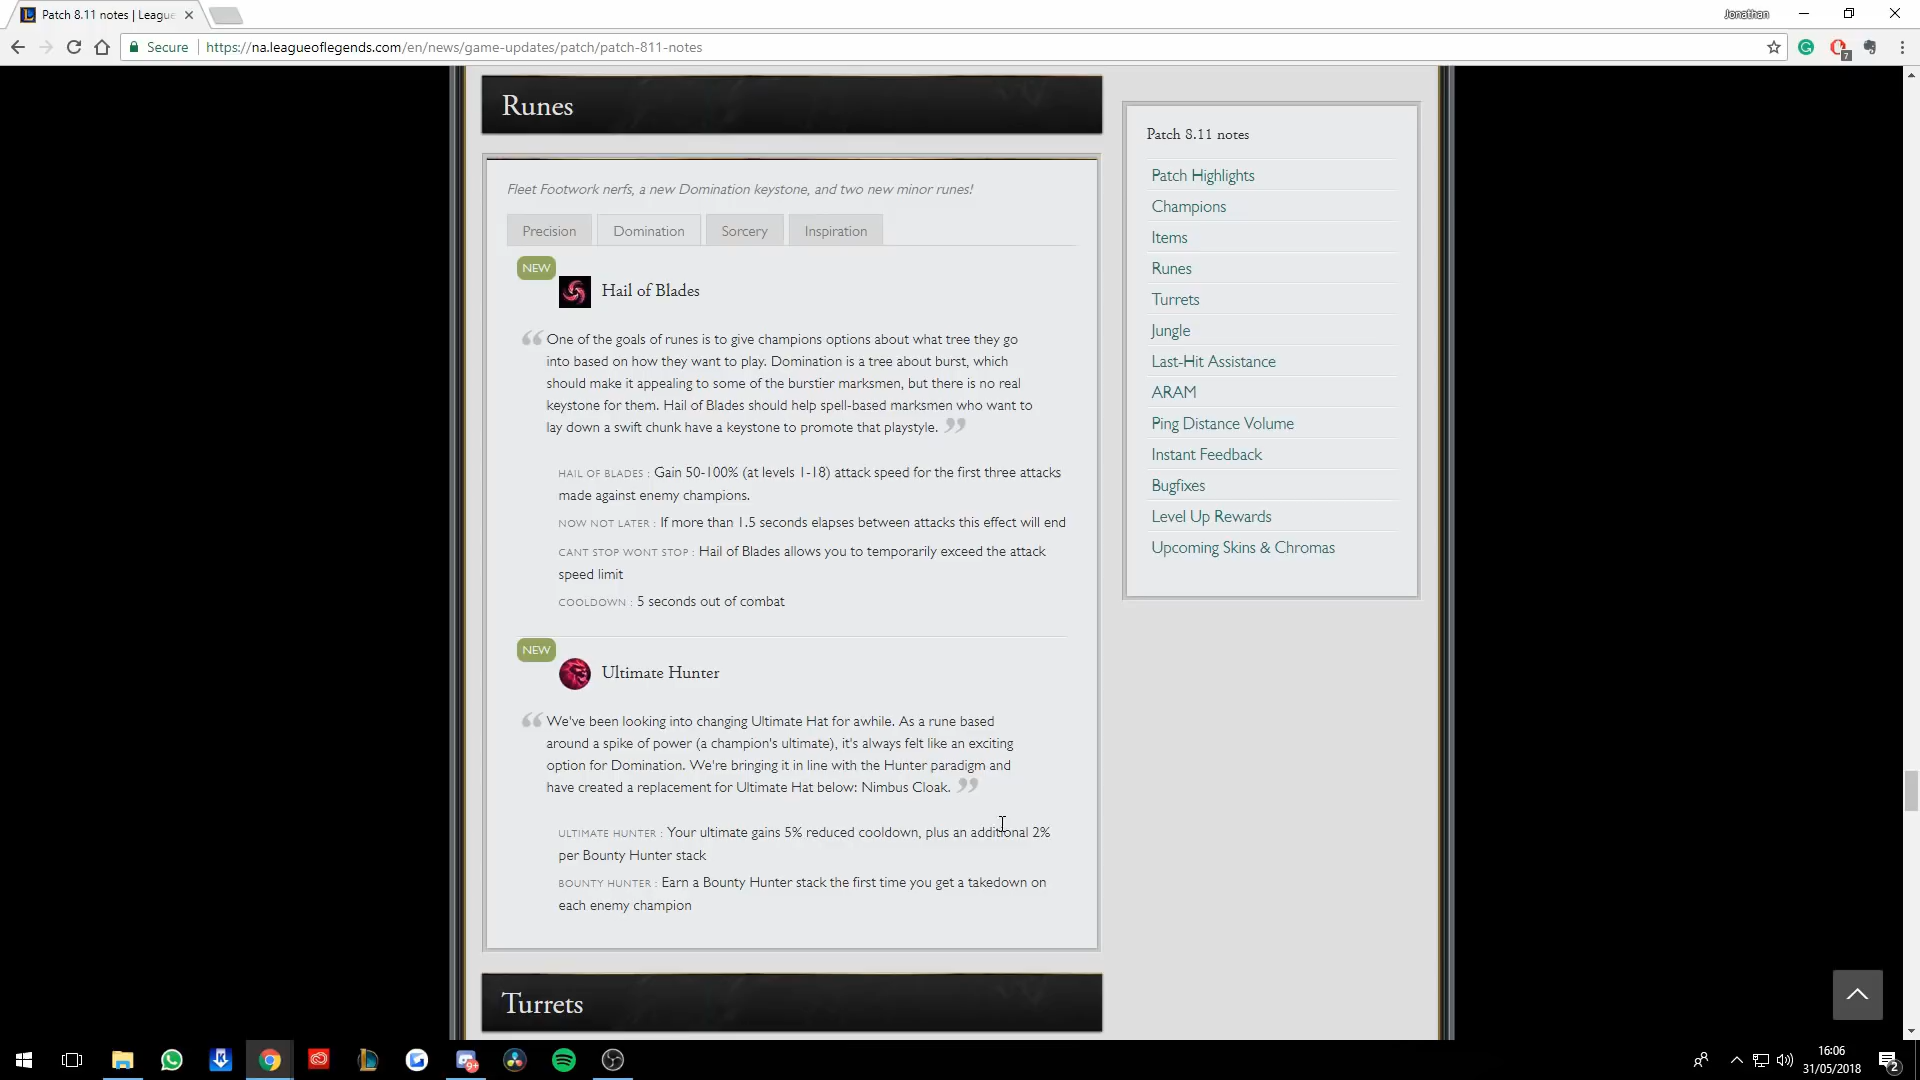 Patch 8.11 notes | League
Jonathan
Secure
https://na.leagueoflegends.com/en/news/game-updates/patch/patch-811-notes
7
Runes
Fleet Footwork nerfs, a new Domination keystone, and two new minor runes!
Precision
Domination
Sorcery
Inspiration
NEW
Hail of Blades
“ One of the goals of runes is to give champions options about what tree they go
into based on how they want to play. Domination is a tree about burst, which
should make it appealing to some of the burstier marksmen, but there is no real
keystone for them. Hail of Blades should help spell-based marksmen who want to
lay down a swift chunk have a keystone to promote that playstyle. ”
HAIL OF BLADES : Gain 50-100% (at levels 1-18) attack speed for the first three attacks
made against enemy champions.
NOW NOT LATER : If more than 1.5 seconds elapses between attacks this effect will end
CANT STOP WONT STOP : Hail of Blades allows you to temporarily exceed the attack
speed limit
COOLDOWN : 5 seconds out of combat
NEW
Ultimate Hunter
“ We've been looking into changing Ultimate Hat for awhile. As a rune based
around a spike of power (a champion's ultimate), it's always felt like an exciting
option for Domination. We're bringing it in line with the Hunter paradigm and
have created a replacement for Ultimate Hat below: Nimbus Cloak. ”
ULTIMATE HUNTER : Your ultimate gains 5% reduced cooldown, plus an additional 2%
per Bounty Hunter stack
BOUNTY HUNTER : Earn a Bounty Hunter stack the first time you get a takedown on
each enemy champion
Turrets
Patch 8.11 notes
Patch Highlights
Champions
Items
Runes
Turrets
Jungle
Last-Hit Assistance
ARAM
Ping Distance Volume
Instant Feedback
Bugfixes
Level Up Rewards
Upcoming Skins & Chromas
16:06
31/05/2018
2